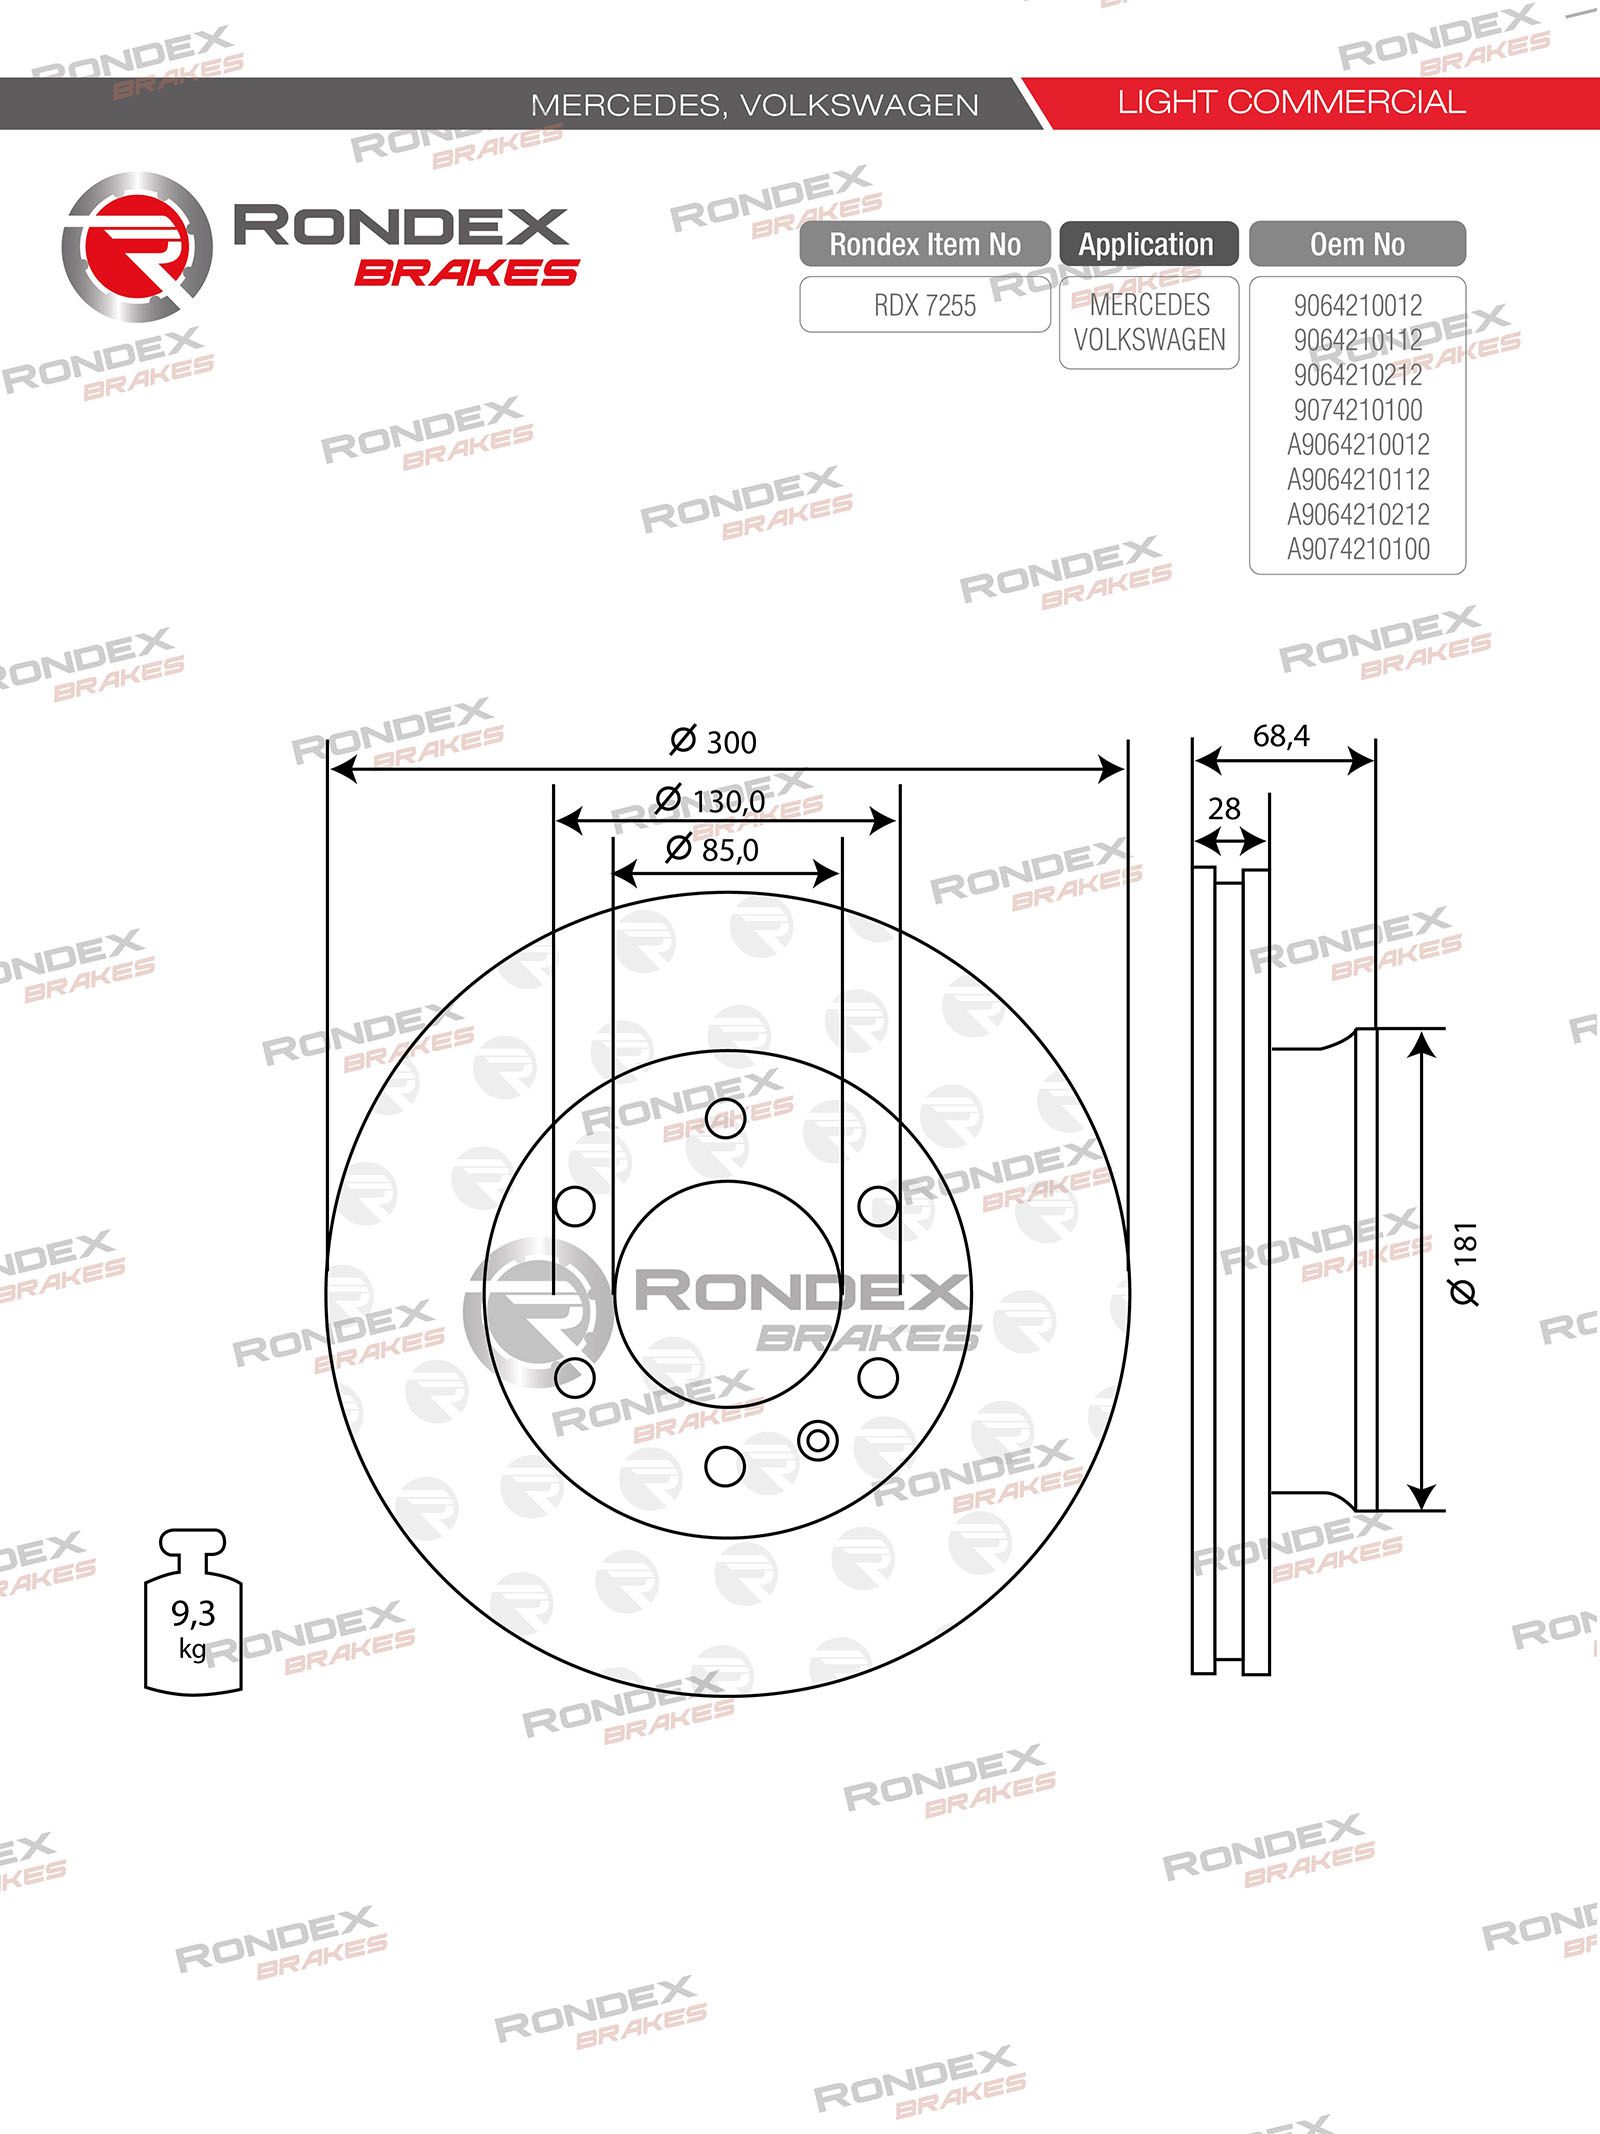 MERCEDES, VOLKSWAGEN
LIGHT COMMERCIAL
RONDEX
BRAKES
Rondex Item No
RDX 7255
Application
MERCEDES
VOLKSWAGEN
Oem No
9064210012
9064210112
9064210212
9074210100
A9064210012
A9064210112
A9064210212
A9074210100
Ø 300
Ø 130,0
Ø 85,0
68,4
28
Ø 181
RONDEX
BRAKES
9,3
kg